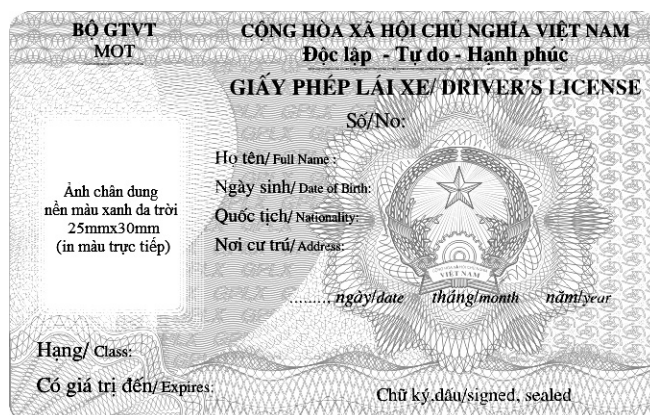 BỘ GTVT
MOT
CỘNG HÒA XÃ HỘI CHỦ NGHĨA VIỆT NAM
Độc lập - Tự do - Hạnh phúc
GIẤY PHÉP LÁI XE/ DRIVER'S LICENSE
Số/No:
Họ tên/ Full Name :
Ngày sinh/ Date of Birth:
Quốc tịch/ Nationality:
Nơi cư trú/ Address:
Ảnh chân dung
nền màu xanh da trời
25mmx30mm
(in màu trực tiếp)
VIỆT NAM
......... ngày/date tháng/month năm/year
Hạng/ Class:
Có giá trị đến/ Expires:
Chữ ký,dấu/signed, sealed